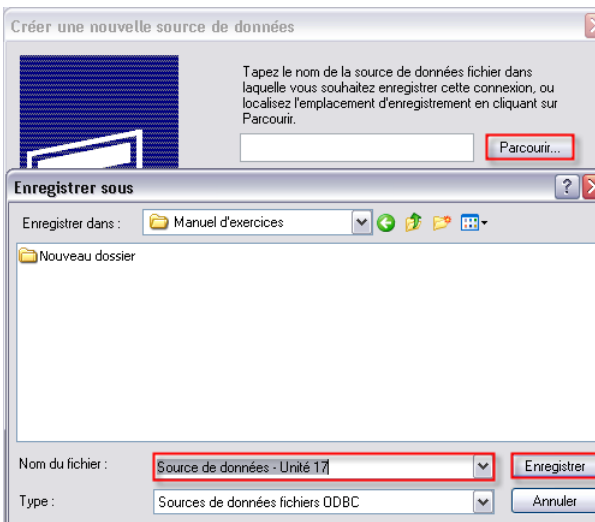 Créer une nouvelle source de données
Tapez le nom de la source de données fichier dans
laquelle vous souhaitez enregistrer cette connexion, ou
localisez l'emplacement d'enregistrement en cliquant sur
Parcourir.
Parcourir...
Enregistrer sous
Enregistrer dans :
Manuel d'exercices
Nouveau dossier
Nom du fichier :
Source de données - Unité 17
Enregistrer
Type :
Sources de données fichiers ODBC
Annuler